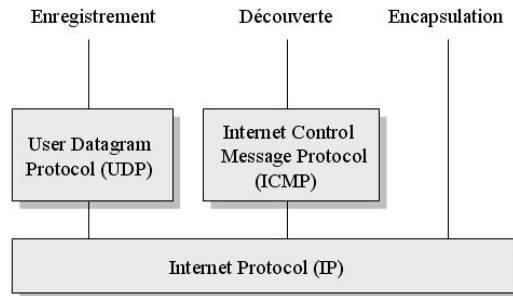 Enregistrement
Découverte
Encapsulation
User Datagram
Protocol (UDP)
Internet Control
Message Protocol
(ICMP)
Internet Protocol (IP)